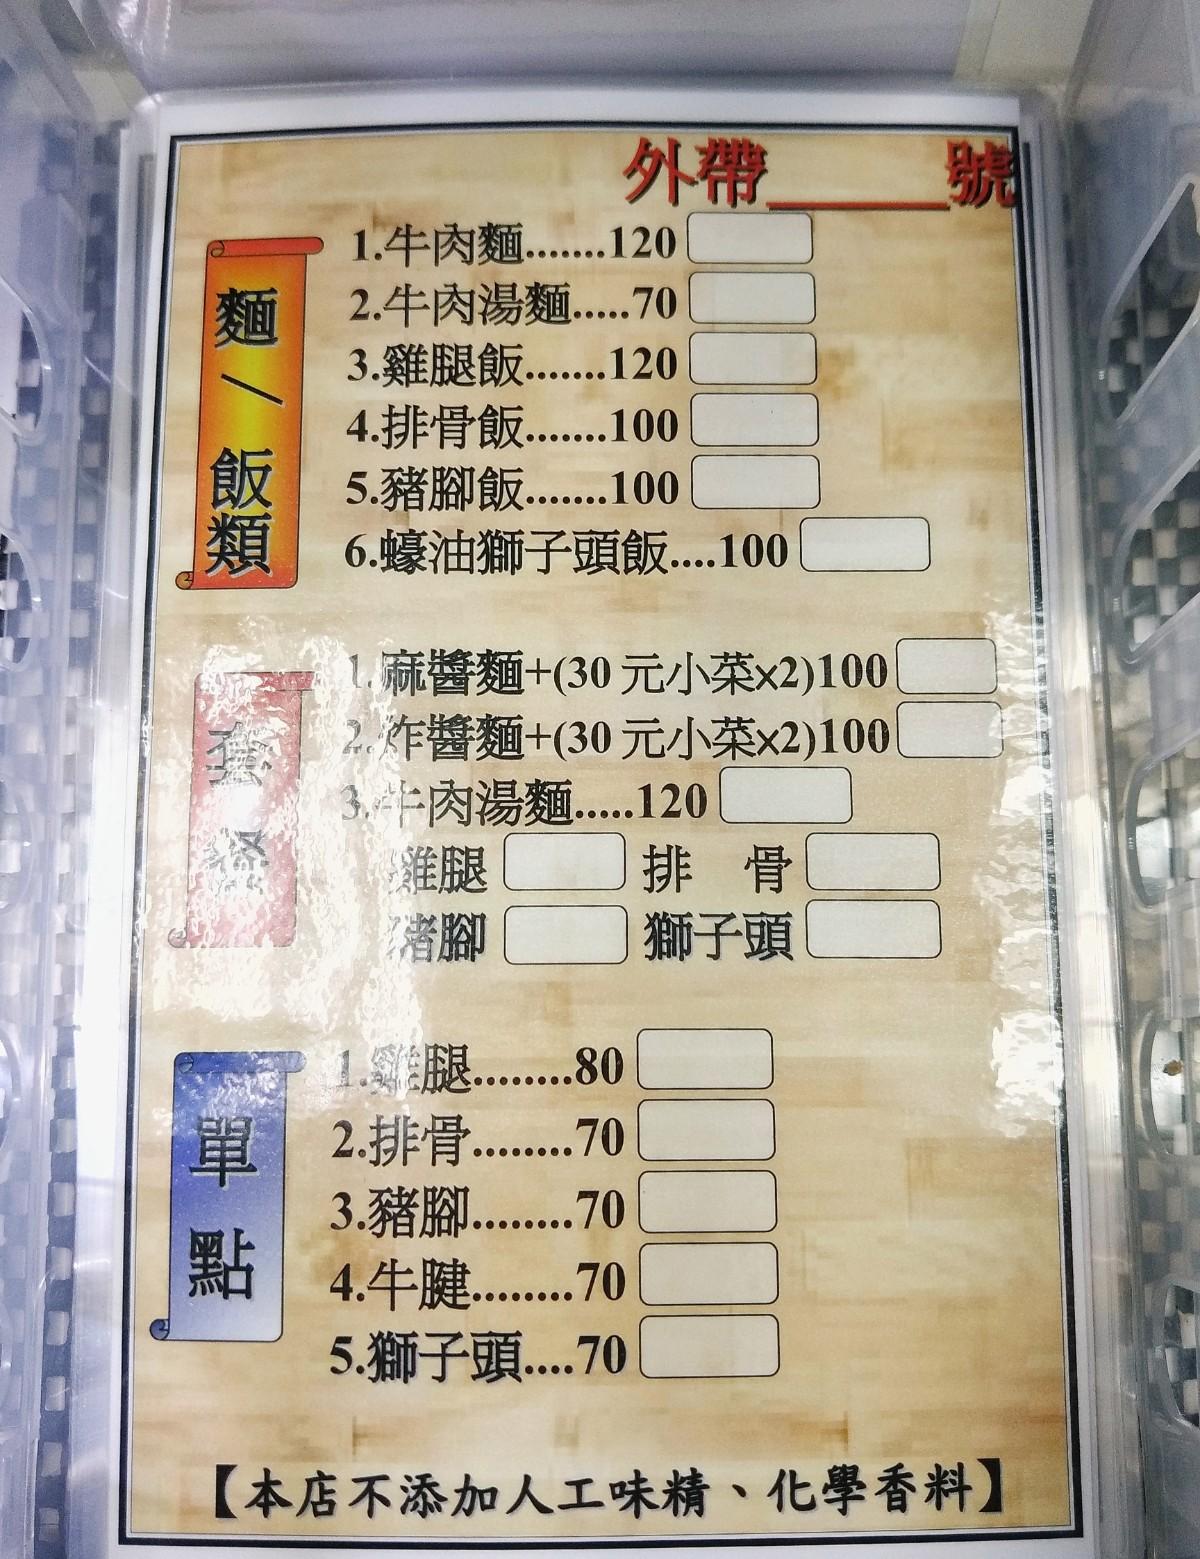 外帶_____號
麵/飯類
1.牛肉麵.......120
2.牛肉湯麵.....70
3.雞腿飯.......120
4.排骨飯.......100
5.豬腳飯.......100
6.蠔油獅子頭飯....100
套
1.麻醬麵+(30元小菜x2)100
2.炸醬麵+(30元小菜x2)100
3.牛肉湯麵.....120
雞腿 排 骨
豬腳 獅子頭
單點
1.雞腿........80
2.排骨........70
3.豬腳........70
4.牛腱........70
5.獅子頭....70
【本店不添加人工味精、化學香料】